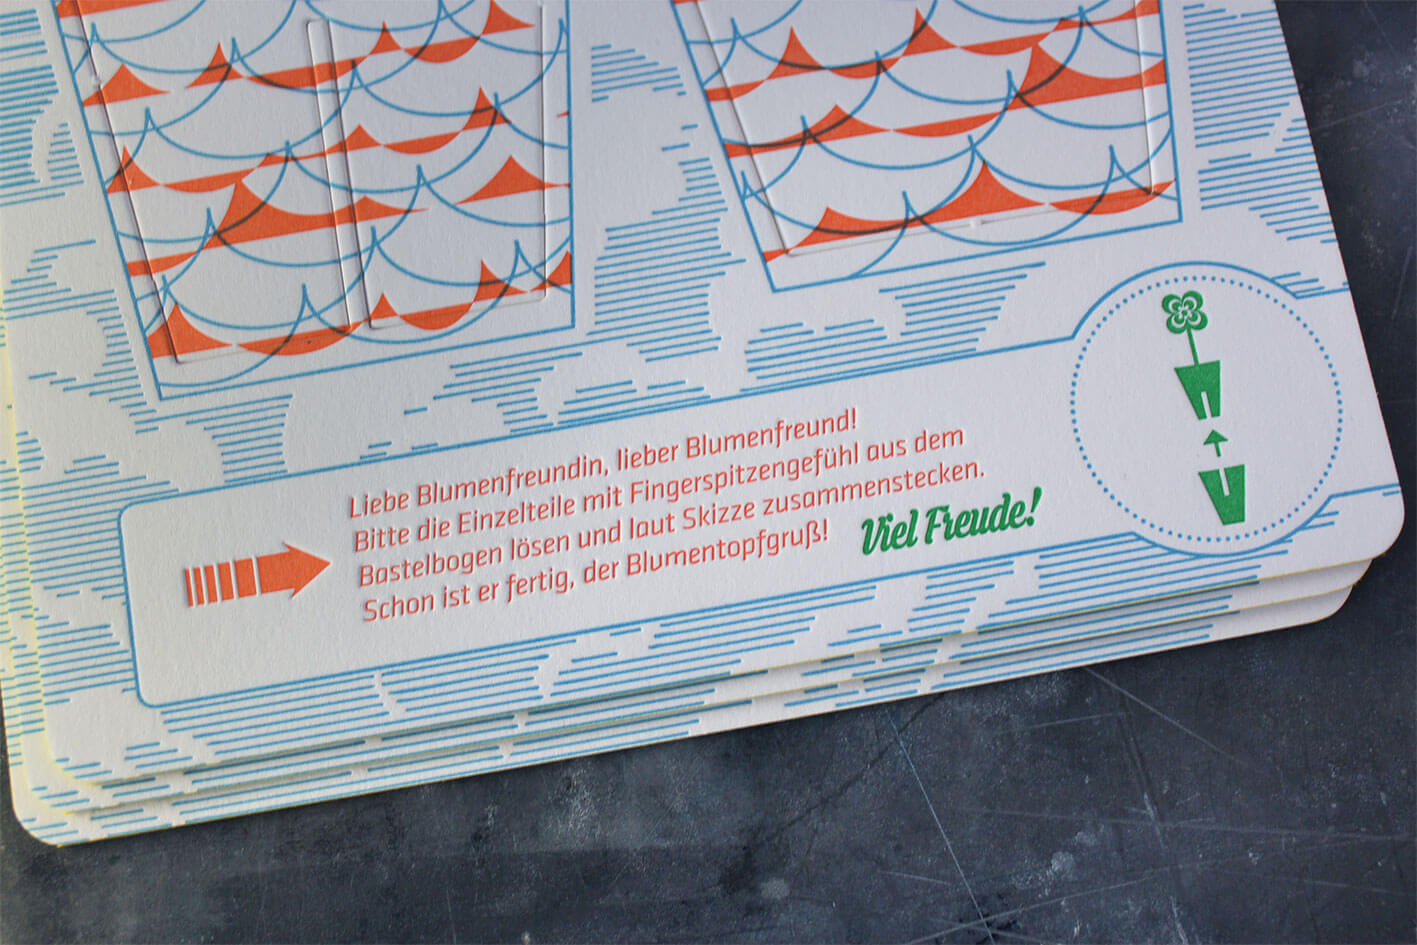 Liebe Blumenfreundin, lieber Blumenfreund!
Bitte die Einzelteile mit Fingerspitzengefühl aus dem
Bastelbogen lösen und laut Skizze zusammenstecken.
Schon ist er fertig, der Blumentopfgruß!
Viel Freude!